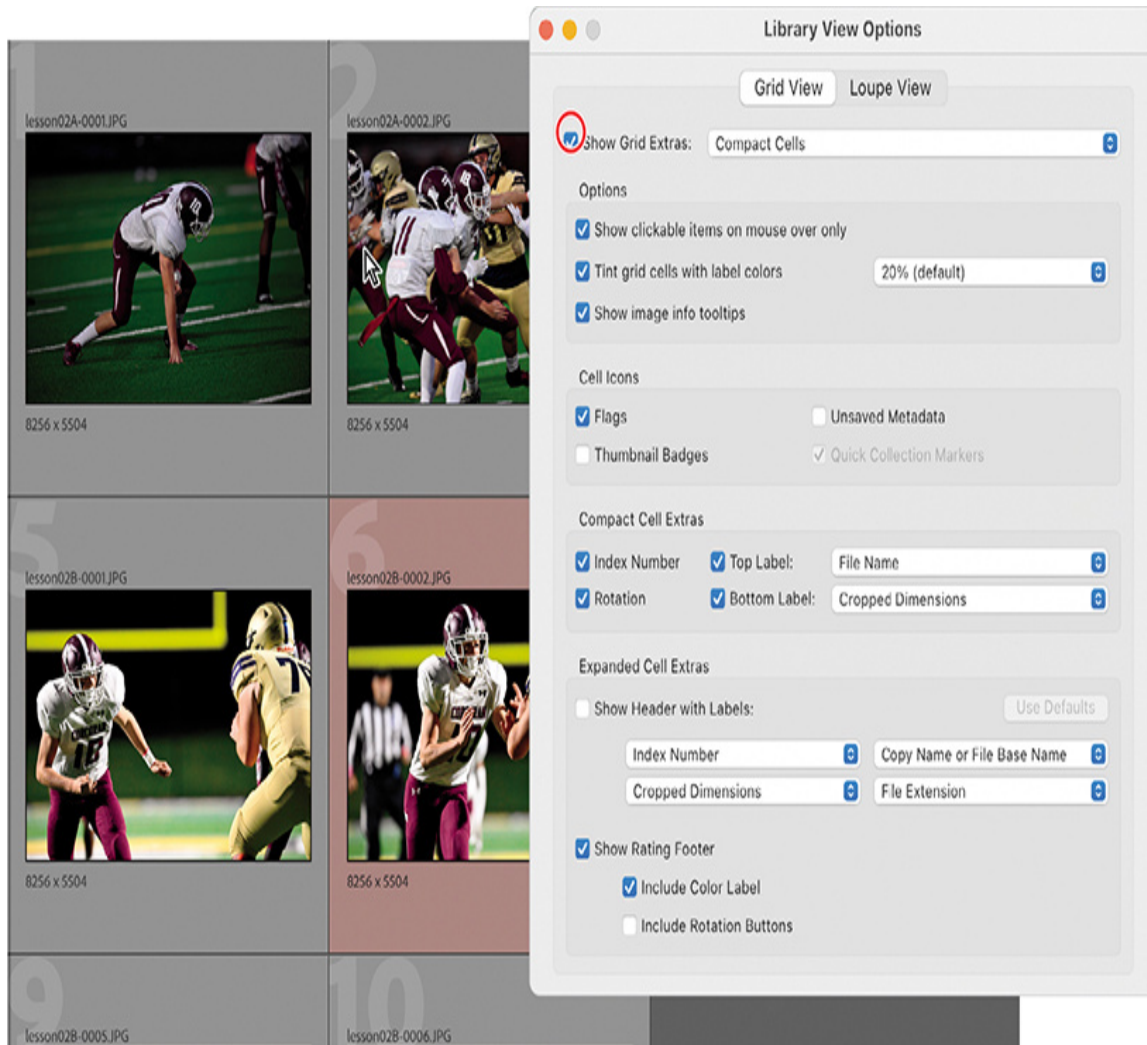 Library View Options
Grid View Loupe View
Show Grid Extras: Compact Cells
Options
Show clickable items on mouse over only
Tint grid cells with label colors 20% (default)
Show image info tooltips
Cell Icons
Flags Unsaved Metadata
Thumbnail Badges Quick Collection Markers
Compact Cell Extras
Index Number Top Label: File Name
Rotation Bottom Label: Cropped Dimensions
Expanded Cell Extras
Show Header with Labels: Use Defaults
Index Number Copy Name or File Base Name
Cropped Dimensions File Extension
Show Rating Footer
Include Color Label
Include Rotation Buttons
1 2
lesson02A-0001.JPG lesson02A-0002.JPG
10 11 18
8256 x 5504 8256 x 5504
5 6
lesson02B-0001.JPG lesson02B-0002.JPG
18
8256 x 5504 8256 x 5504
9 10
lesson02B-0005.JPG lesson02B-0006.JPG